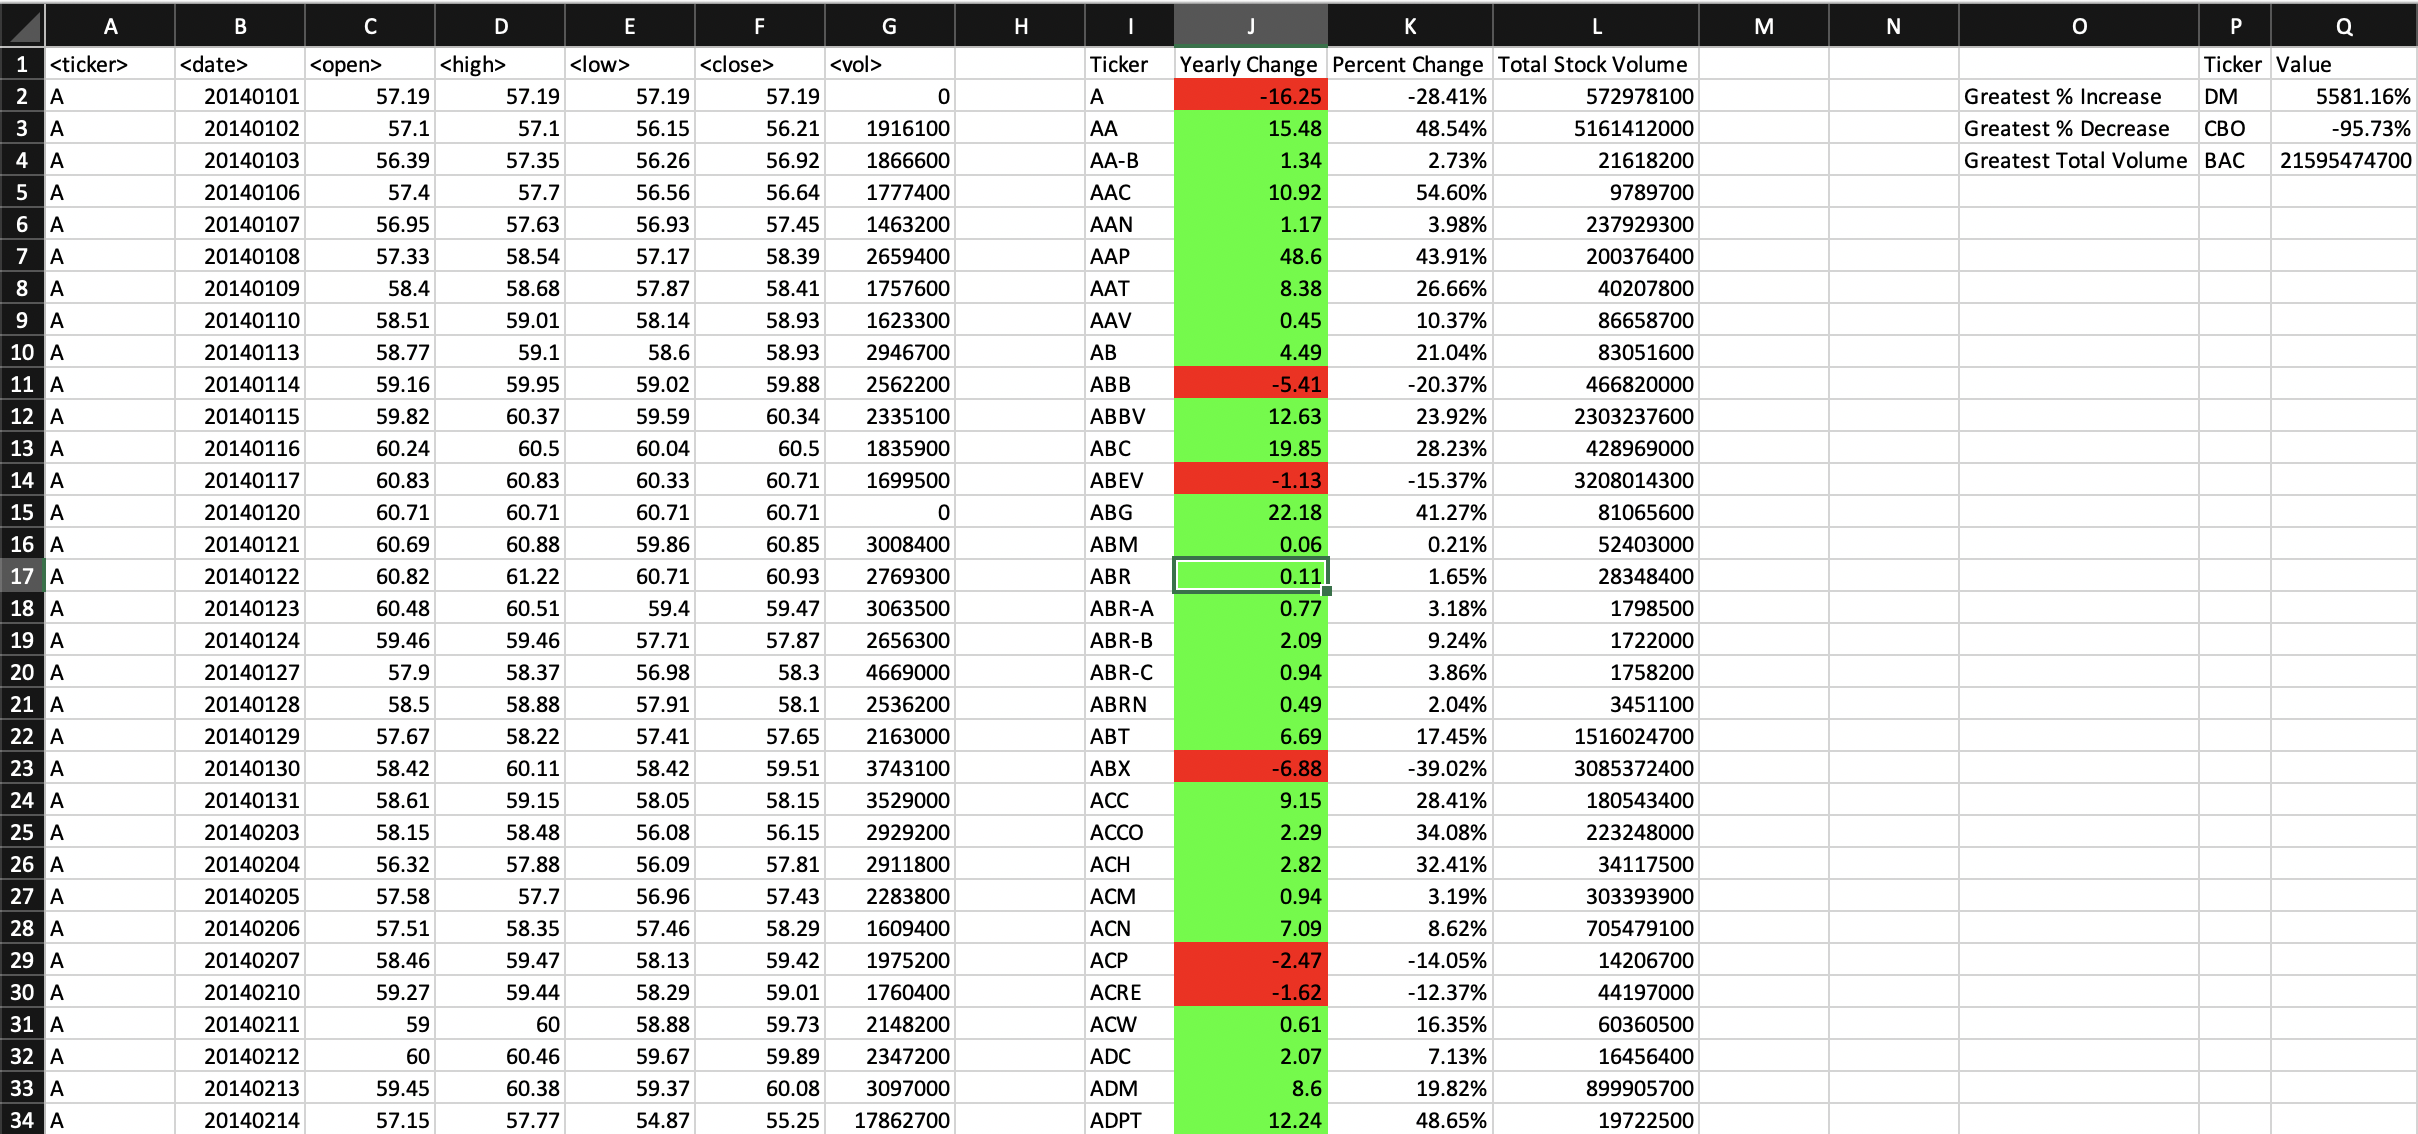 A B C D E F G H I J K L M N O P Q
1 <ticker> <date> <open> <high> <low> <close> <vol> Ticker Yearly Change Percent Change Total Stock Volume Ticker Value
2 A 20140101 57.19 57.19 57.19 57.19 0 A -16.25 -28.41% 572978100 Greatest % Increase DM 5581.16%
3 A 20140102 57.1 57.1 56.15 56.21 1916100 AA 15.48 48.54% 5161412000 Greatest % Decrease CBO -95.73%
4 A 20140103 56.39 57.35 56.26 56.92 1866600 AA-B 1.34 2.73% 21618200 Greatest Total Volume BAC 21595474700
5 A 20140106 57.4 57.7 56.56 56.64 1777400 AAC 10.92 54.60% 9789700
6 A 20140107 56.95 57.63 56.93 57.45 1463200 AAN 1.17 3.98% 237929300
7 A 20140108 57.33 58.54 57.17 58.39 2659400 AAP 48.6 43.91% 200376400
8 A 20140109 58.4 58.68 57.87 58.41 1757600 AAT 8.38 26.66% 40207800
9 A 20140110 58.51 59.01 58.14 58.93 1623300 AAV 0.45 10.37% 86658700
10 A 20140113 58.77 59.1 58.6 58.93 2946700 AB 4.49 21.04% 83051600
11 A 20140114 59.16 59.95 59.02 59.88 2562200 ABB -5.41 -20.37% 466820000
12 A 20140115 59.82 60.37 59.59 60.34 2335100 ABBV 12.63 23.92% 2303237600
13 A 20140116 60.24 60.5 60.04 60.5 1835900 ABC 19.85 28.23% 428969000
14 A 20140117 60.83 60.83 60.33 60.71 1699500 ABEV -1.13 -15.37% 3208014300
15 A 20140120 60.71 60.71 60.71 60.71 0 ABG 22.18 41.27% 81065600
16 A 20140121 60.69 60.88 59.86 60.85 3008400 ABM 0.06 0.21% 52403000
17 A 20140122 60.82 61.22 60.71 60.93 2769300 ABR 0.11 1.65% 28348400
18 A 20140123 60.48 60.51 59.4 59.47 3063500 ABR-A 0.77 3.18% 1798500
19 A 20140124 59.46 59.46 57.71 57.87 2656300 ABR-B 2.09 9.24% 1722000
20 A 20140127 57.9 58.37 56.98 58.3 4669000 ABR-C 0.94 3.86% 1758200
21 A 20140128 58.5 58.88 57.91 58.1 2536200 ABRN 0.49 2.04% 3451100
22 A 20140129 57.67 58.22 57.41 57.65 2163000 ABT 6.69 17.45% 1516024700
23 A 20140130 58.42 60.11 58.42 59.51 3743100 ABX -6.88 -39.02% 3085372400
24 A 20140131 58.61 59.15 58.05 58.15 3529000 ACC 9.15 28.41% 180543400
25 A 20140203 58.15 58.48 56.08 56.15 2929200 ACCO 2.29 34.08% 223248000
26 A 20140204 56.32 57.88 56.09 57.81 2911800 ACH 2.82 32.41% 34117500
27 A 20140205 57.58 57.7 56.96 57.43 2283800 ACM 0.94 3.19% 303393900
28 A 20140206 57.51 58.35 57.46 58.29 1609400 ACN 7.09 8.62% 705479100
29 A 20140207 58.46 59.47 58.13 59.42 1975200 ACP -2.47 -14.05% 14206700
30 A 20140210 59.27 59.44 58.29 59.01 1760400 ACRE -1.62 -12.37% 44197000
31 A 20140211 59 60 58.88 59.73 2148200 ACW 0.61 16.35% 60360500
32 A 20140212 60 60.46 59.67 59.89 2347200 ADC 2.07 7.13% 16456400
33 A 20140213 59.45 60.38 59.37 60.08 3097000 ADM 8.6 19.82% 899905700
34 A 20140214 57.15 57.77 54.87 55.25 17862700 ADPT 12.24 48.65% 19722500